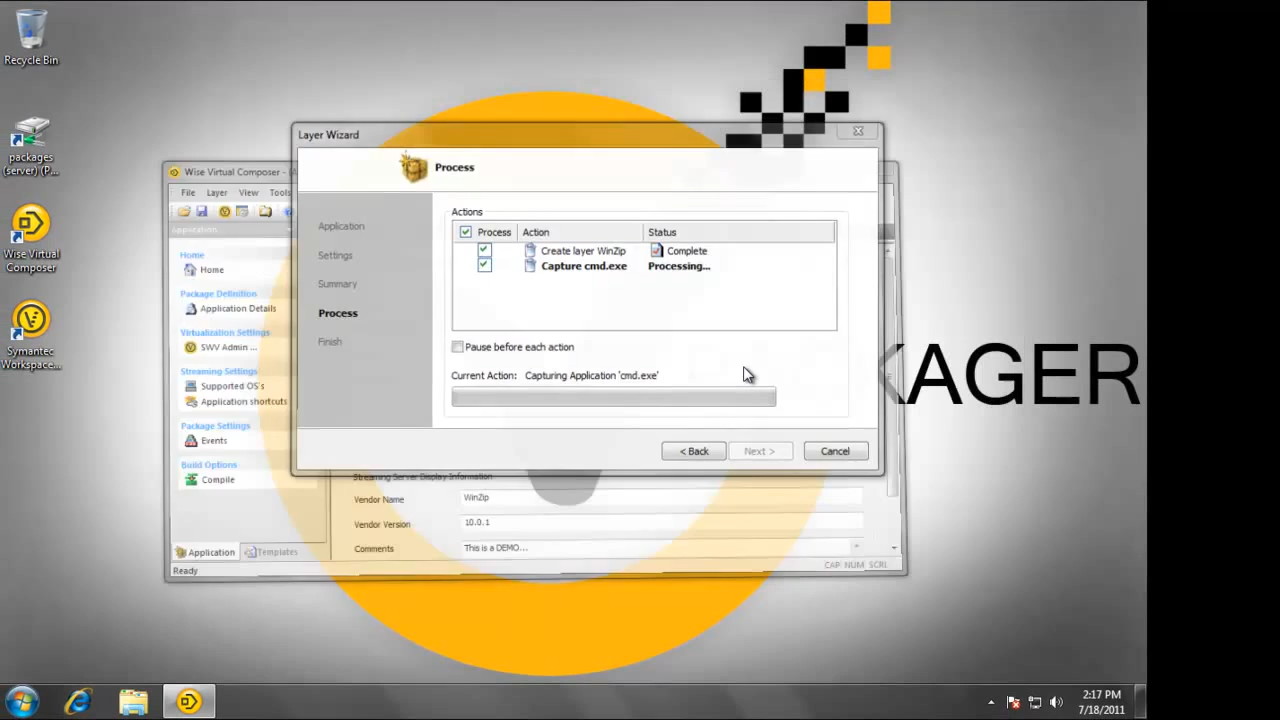 Recycle Bin
packages
(server) (P...
Wise Virtual
Composer
Symantec
Workspace...
KAGER
Wise Virtual Composer -
File Layer View Tools
Application
Home
Home
Package Definition
Application Details
Virtualization Settings
SWV Admin ...
Streaming Settings
Supported OS's
Application shortcuts
Package Settings
Events
Build Options
Compile
Application Templates
Ready
Streaming Server Display Information
Vendor Name WinZip
Vendor Version 10.0.1
Comments This is a DEMO...
CAP NUM SCRL
Layer Wizard
Process
Application
Settings
Summary
Process
Finish
Actions
Process Action Status
Create layer WinZip Complete
Capture cmd.exe Processing...
Pause before each action
Current Action: Capturing Application 'cmd.exe'
< Back Next > Cancel
2:17 PM
7/18/2011